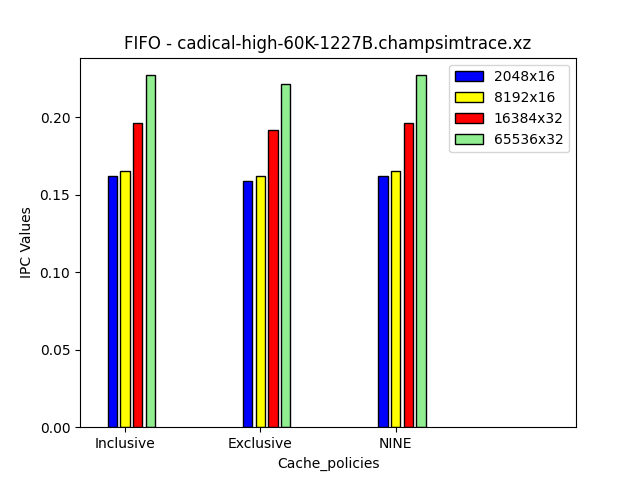 FIFO - cadical-high-60K-1227B.champsimtrace.xz
2048x16
8192x16
16384x32
65536x32
0.20
0.15
0.10
0.05
0.00
IPC Values
Inclusive Exclusive NINE
Cache_policies